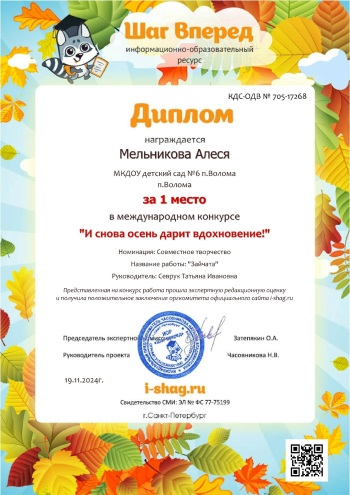 Шаг Вперед
информационно-образовательный
ресурс
КДС-ОДВ № 705-17268
Диплом
награждается
Мельникова Алеся
МКДОУ детский сад №6 п.Волома
п.Волома
за 1 место
в международном конкурсе
"И снова осень дарит вдохновение!"
Номинация: Совместное творчество
Название работы: "Зайчата"
Руководитель: Севрук Татьяна Ивановна
Представленная на конкурс работа прошла экспертную редакционную оценку
и получила положительное заключение оргкомитета официального сайта i-shag.ru
Председатель экспертного
Затепякин О.А.
Руководитель проекта
Часовникова Н.В.
19.11.2024г.
i-shag.ru
Свидетельство СМИ: ЭЛ № ФС 77-75199
г.Санкт-Петербург